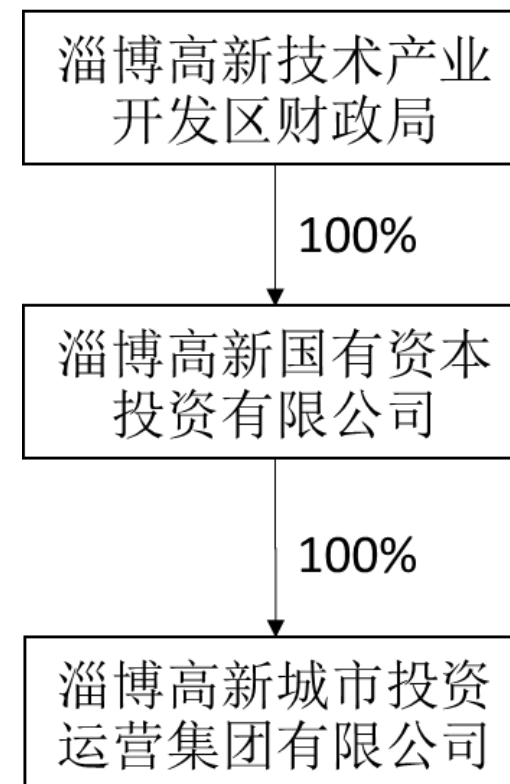 淄博高新技术产业
开发区财政局
100%
淄博高新国有资本
投资有限公司
100%
淄博高新城市投资
运营集团有限公司